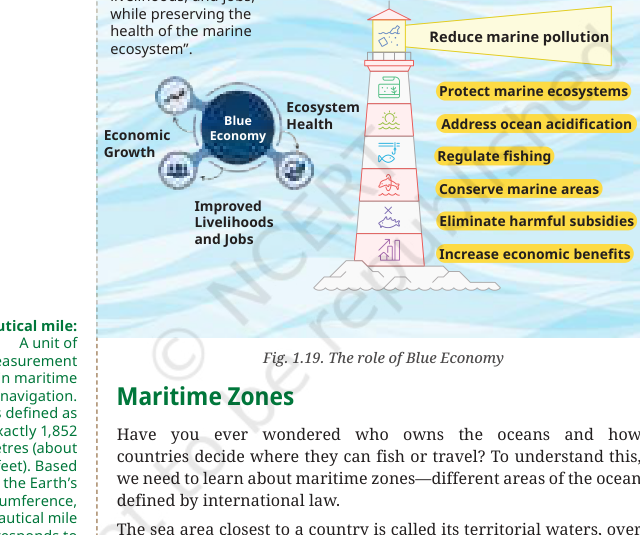 while preserving the
health of the marine
ecosystem”.
Reduce marine pollution
Protect marine ecosystems
Address ocean acidification
Regulate fishing
Conserve marine areas
Eliminate harmful subsidies
Increase economic benefits
Blue
Economy
Ecosystem
Health
Economic
Growth
Improved
Livelihoods
and Jobs
Fig. 1.19. The role of Blue Economy
utical mile:
A unit of
easurement
n maritime
navigation.
s defined as
xactly 1,852
etres (about
feet). Based
the Earth’s
umference,
autical mile
Maritime Zones
Have you ever wondered who owns the oceans and how
countries decide where they can fish or travel? To understand this,
we need to learn about maritime zones—different areas of the ocean
defined by international law.
The sea area closest to a country is called its territorial waters, over
© NCERT
not to be republished